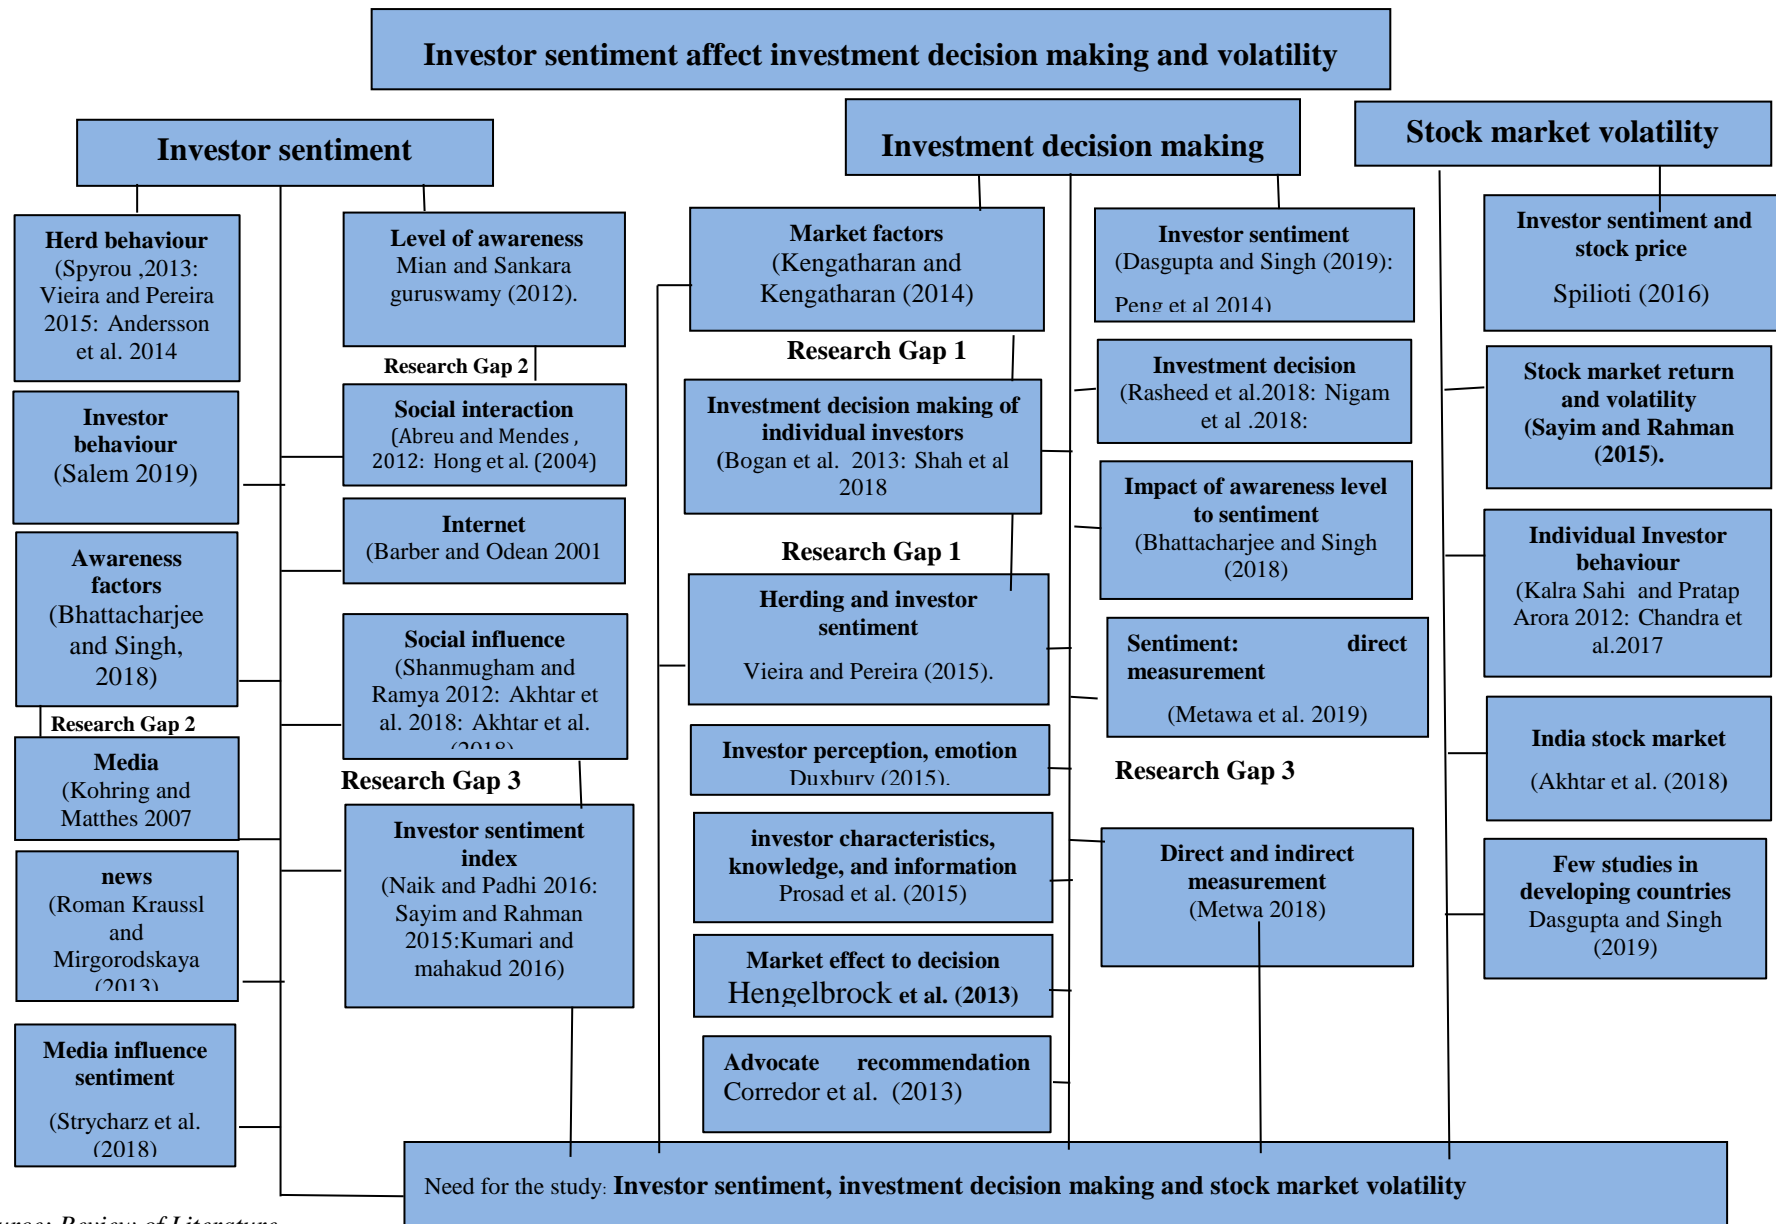 Investor sentiment affect investment decision making and volatility
Investor sentiment
Herd behaviour
(Spyrou ,2013:
Vieira and Pereira
2015: Andersson
et al. 2014
Investor
behaviour
(Salem 2019)
Awareness
factors
(Bhattacharjee
and Singh,
2018)
Research Gap 2
Media
(Kohring and
Matthes 2007
news
(Roman Kraussl
and
Mirgorodskaya
(2013)
Media influence
sentiment
(Strycharz et al.
(2018)
Level of awareness
Mian and Sankara
guruswamy (2012).
Research Gap 2
Social interaction
(Abreu and Mendes ,
2012: Hong et al. (2004)
Internet
(Barber and Odean 2001
Social influence
(Shanmugham and
Ramya 2012: Akhtar et
al. 2018: Akhtar et al.
(2018)
Research Gap 3
Investor sentiment
index
(Naik and Padhi 2016:
Sayim and Rahman
2015:Kumari and
mahakud 2016)
Investment decision making
Market factors
(Kengatharan and
Kengatharan (2014)
Research Gap 1
Investment decision making of
individual investors
(Bogan et al. 2013: Shah et al
2018
Research Gap 1
Herding and investor
sentiment
Vieira and Pereira (2015).
Investor perception, emotion
Duxbury (2015).
investor characteristics,
knowledge, and information
Prosad et al. (2015)
Market effect to decision
Hengelbrock et al. (2013)
Advocate recommendation
Corredor et al. (2013)
Investor sentiment
(Dasgupta and Singh (2019):
Peng et al 2014)
Investment decision
(Rasheed et al.2018: Nigam
et al .2018:
Impact of awareness level
to sentiment
(Bhattacharjee and Singh
(2018)
Sentiment: direct
measurement
(Metawa et al. 2019)
Research Gap 3
Direct and indirect
measurement
(Metwa 2018)
Stock market volatility
Investor sentiment and
stock price
Spilioti (2016)
Stock market return
and volatility
(Sayim and Rahman
(2015).
Individual Investor
behaviour
(Kalra Sahi and Pratap
Arora 2012: Chandra et
al.2017
India stock market
(Akhtar et al. (2018)
Few studies in
developing countries
Dasgupta and Singh
(2019)
Need for the study: Investor sentiment, investment decision making and stock market volatility
Review of Literature